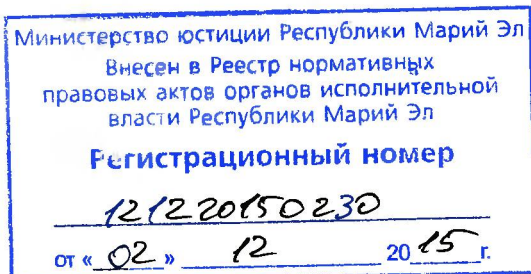 Министерство юстиции Республики Марий Эл
Внесен в Реестр нормативных
правовых актов органов исполнительной
власти Республики Марий Эл
Регистрационный номер
121220150230
от « 02 » 12 2015 г.